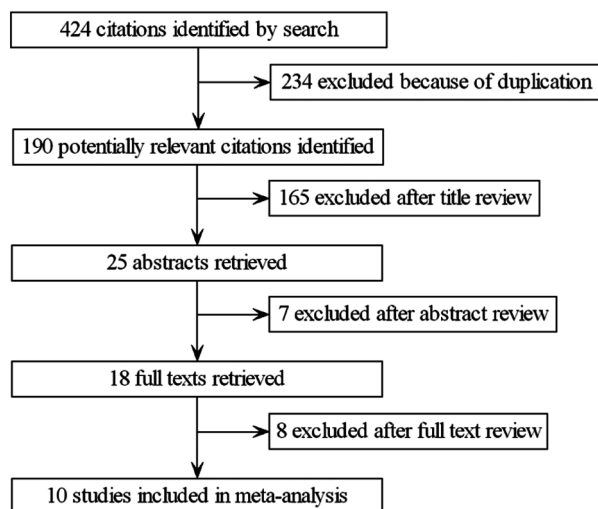 424 citations identified by search
234 excluded because of duplication
190 potentially relevant citations identified
165 excluded after title review
25 abstracts retrieved
7 excluded after abstract review
18 full texts retrieved
8 excluded after full text review
10 studies included in meta-analysis